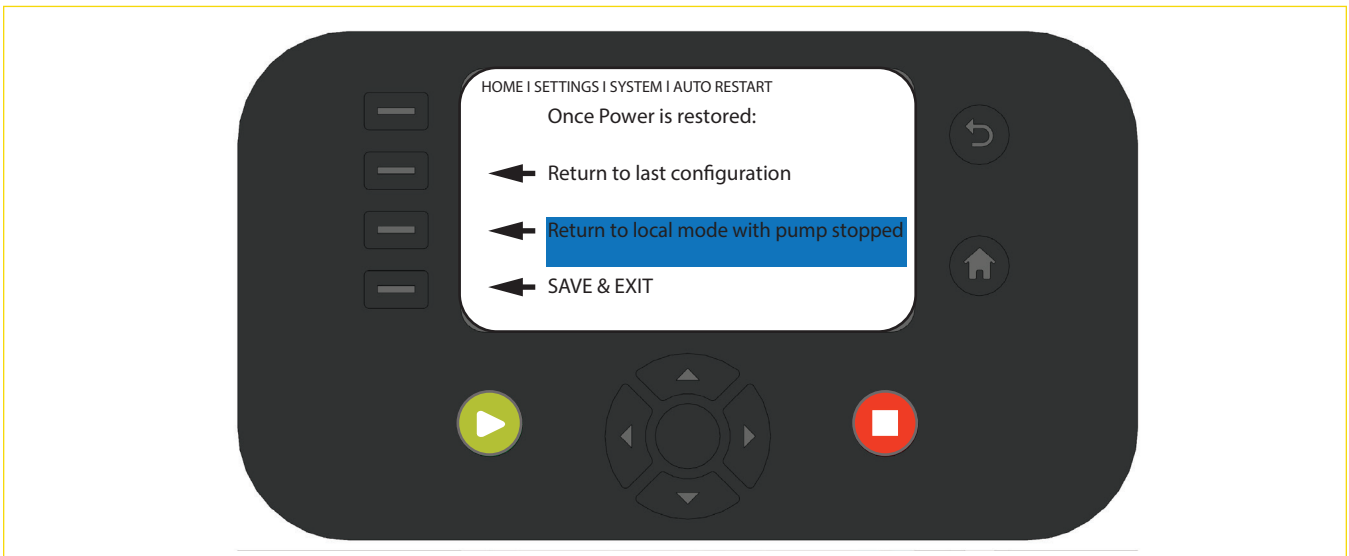 HOME I SETTINGS I SYSTEM I AUTO RESTART
Once Power is restored:
Return to last configuration
Return to local mode with pump stopped
SAVE & EXIT